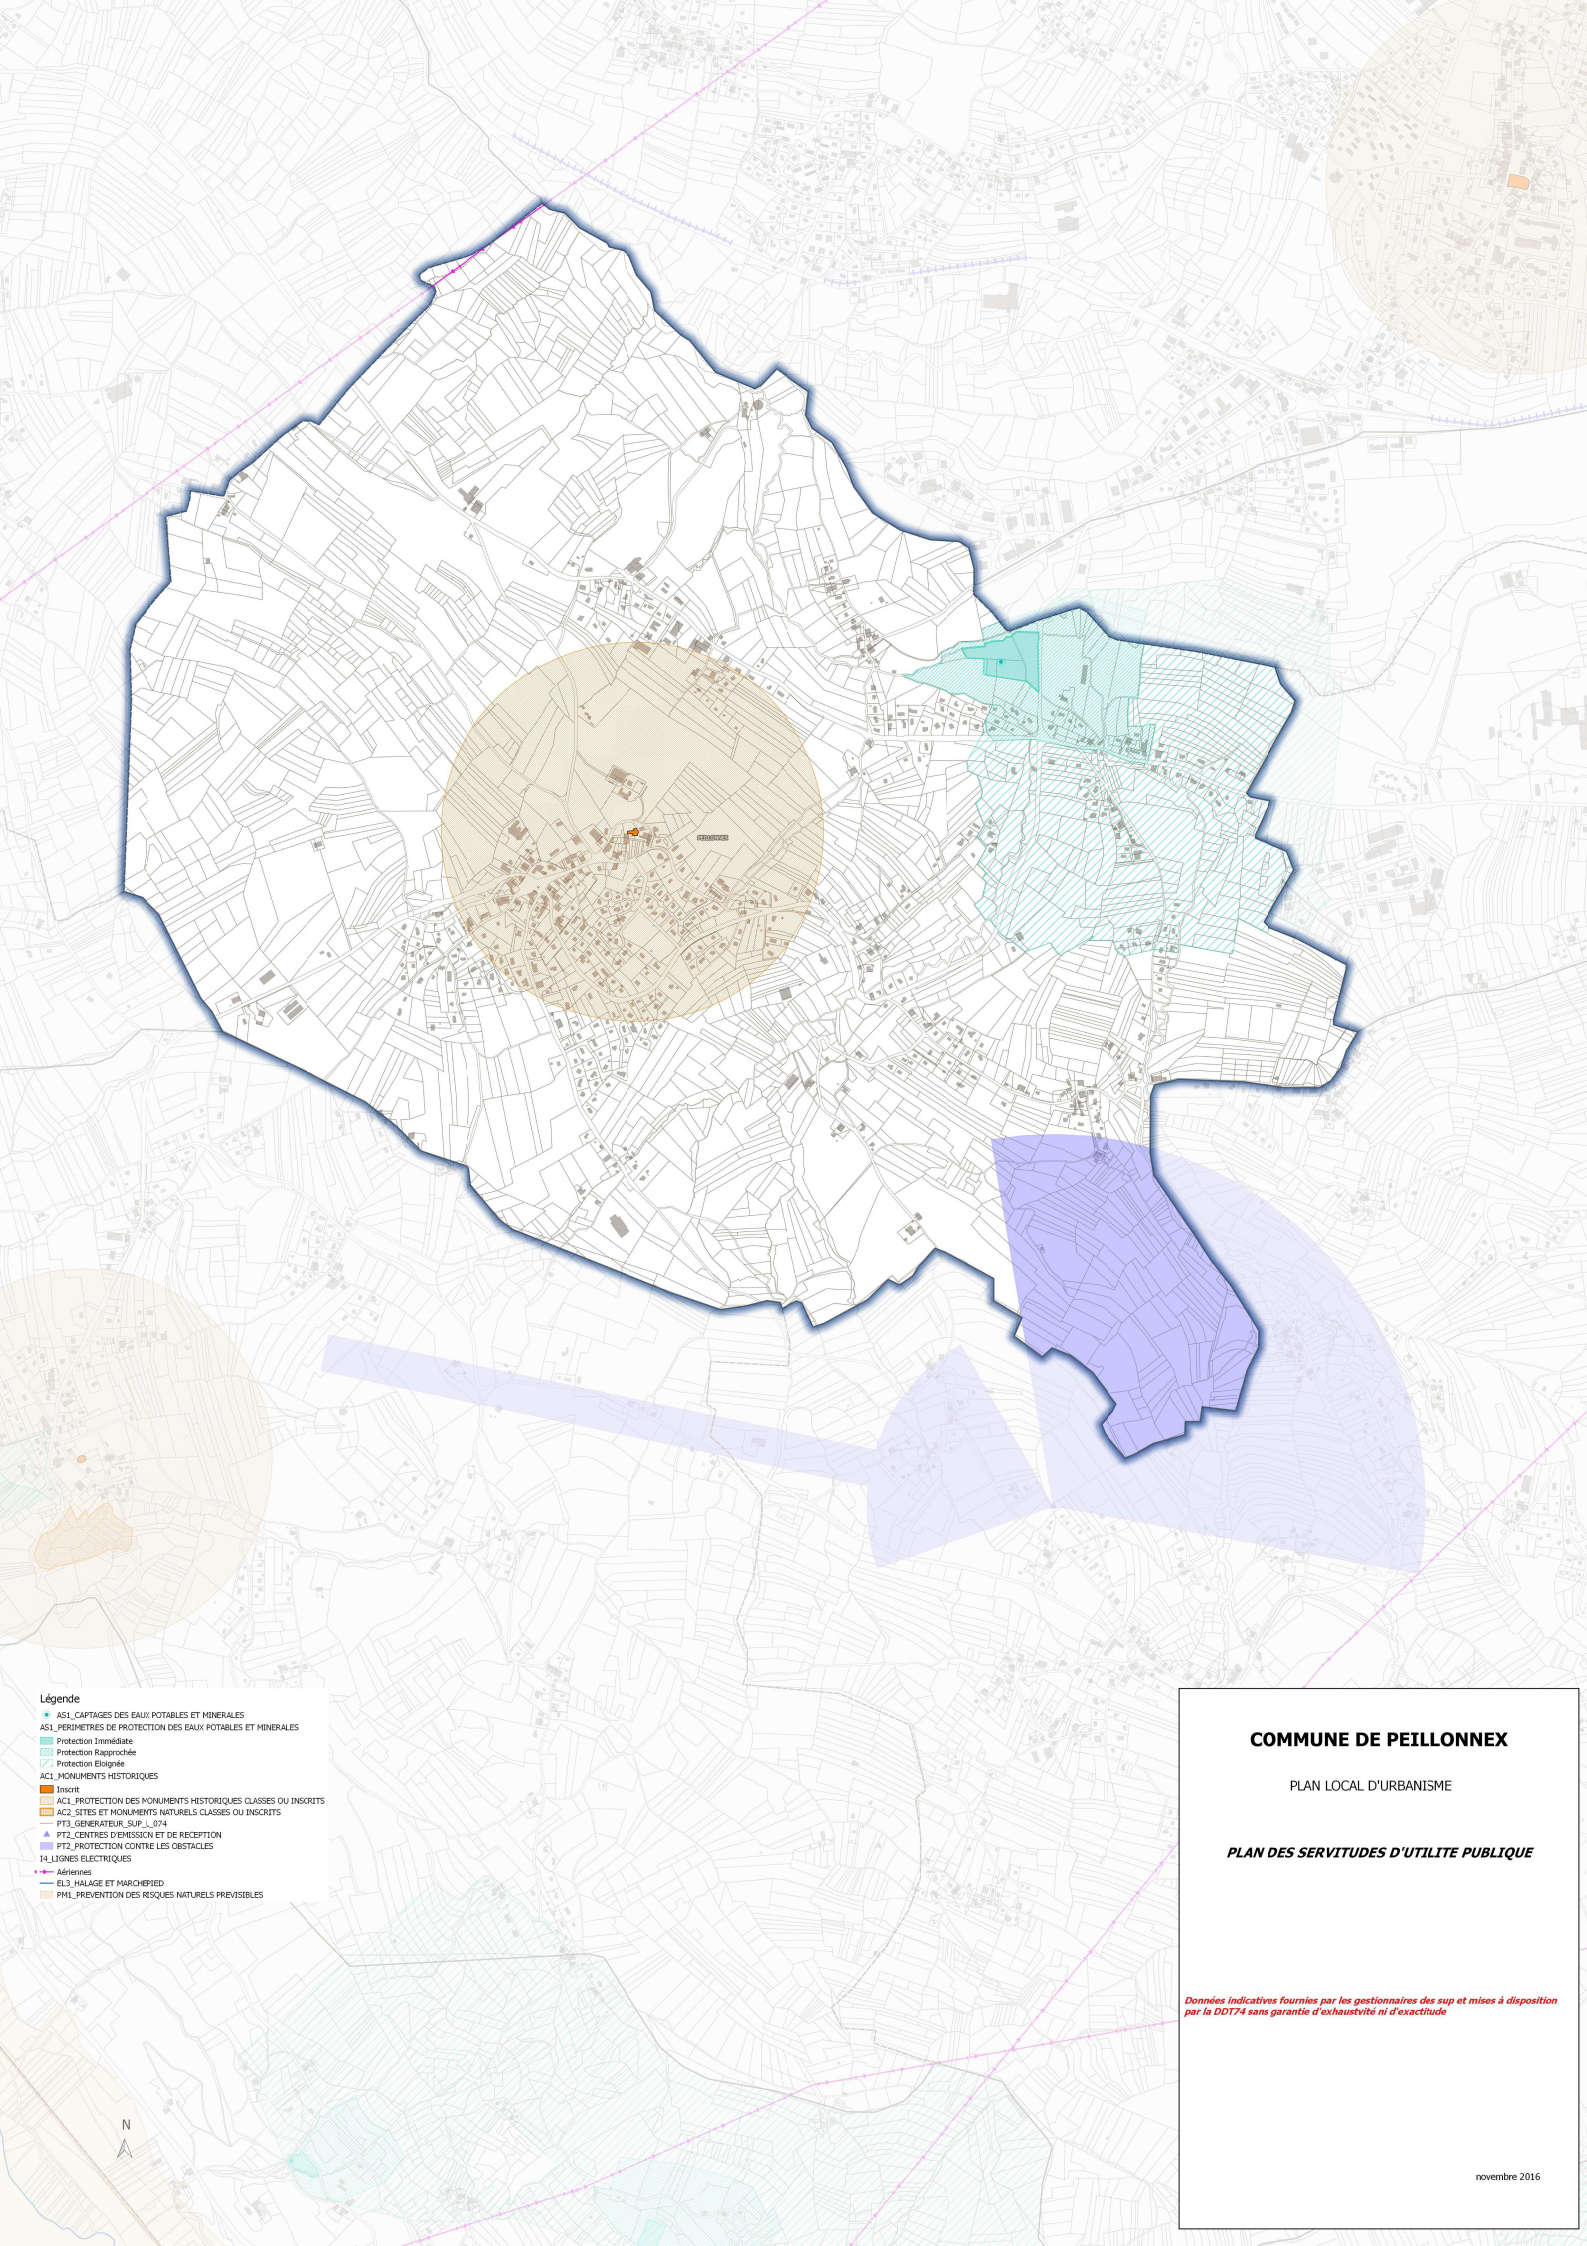 PEILLONNEX
Légende
AS1_CAPTAGES DES EAUX POTABLES ET MINERALES
AS1_PERIMETRES DE PROTECTION DES EAUX POTABLES ET MINERALES
Protection Immédiate
Protection Rapprochée
Protection Eloignée
AC1_MONUMENTS HISTORIQUES
Inscrit
AC1_PROTECTION DES MONUMENTS HISTORIQUES CLASSES OU INSCRITS
AC2_SITES ET MONUMENTS NATURELS CLASSES OU INSCRITS
PT3_GENERATEUR_SUP_L_074
PT2_CENTRES D'EMISSION ET DE RECEPTION
PT2_PROTECTION CONTRE LES OBSTACLES
I4_LIGNES ELECTRIQUES
Aériennes
EL3_HALAGE ET MARCHEPIED
PM1_PREVENTION DES RISQUES NATURELS PREVISIBLES
N
COMMUNE DE PEILLONNEX
PLAN LOCAL D'URBANISME
PLAN DES SERVITUDES D'UTILITE PUBLIQUE
Données indicatives fournies par les gestionnaires des sup et mises à disposition
par la DDT74 sans garantie d'exhaustvité ni d'exactitude
novembre 2016